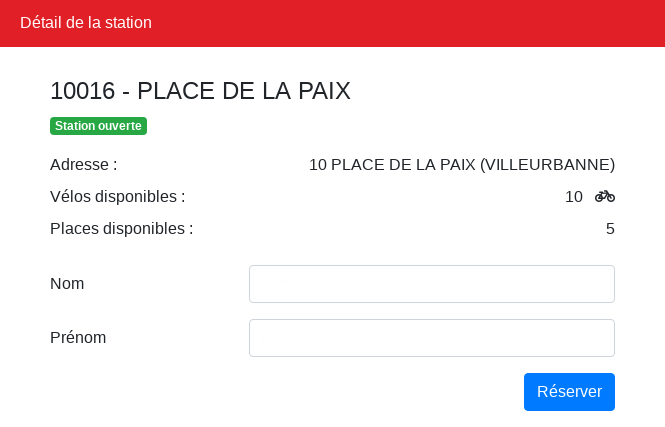 Détail de la station
10016 - PLACE DE LA PAIX
Station ouverte
Adresse : 10 PLACE DE LA PAIX (VILLEURBANNE)
Vélos disponibles : 10
Places disponibles : 5
Nom
Prénom
Réserver